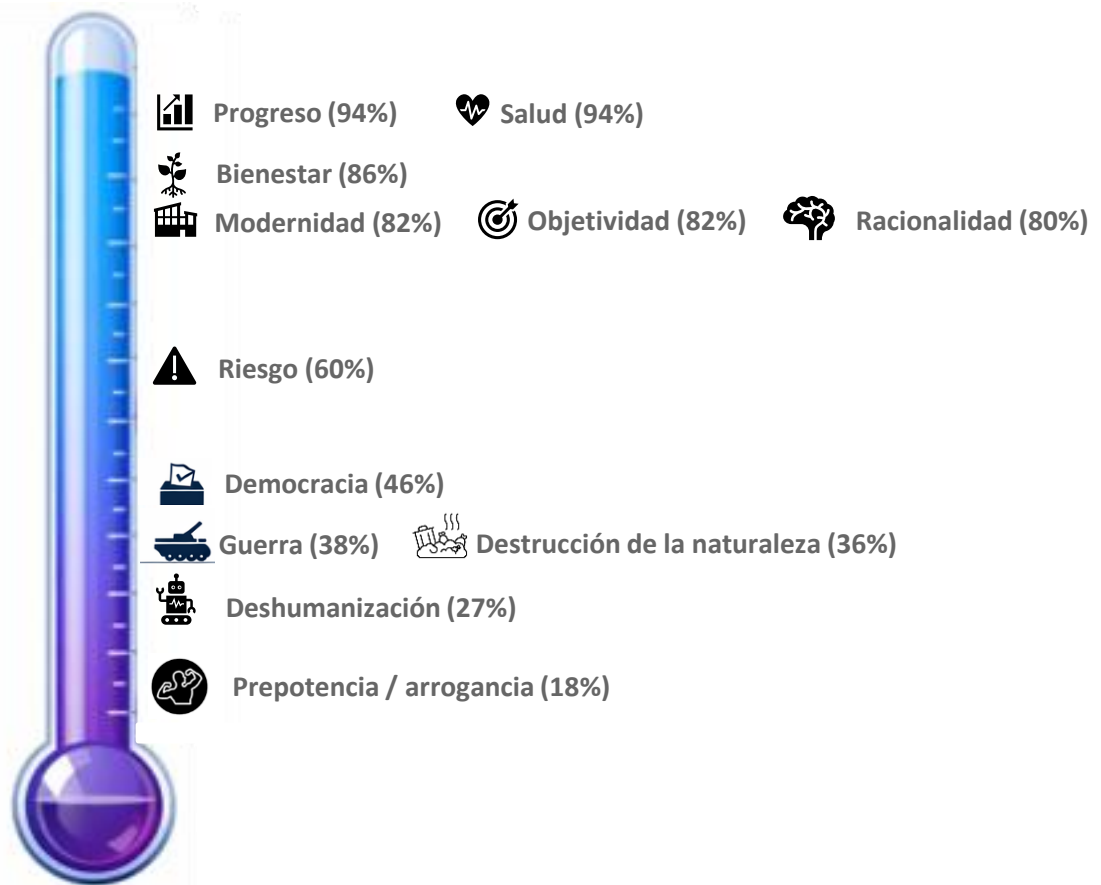 Progreso (94%) Salud (94%)
Bienestar (86%)
Modernidad (82%) Objetividad (82%) Racionalidad (80%)
Riesgo (60%)
Democracia (46%)
Guerra (38%) Destrucción de la naturaleza (36%)
Deshumanización (27%)
Prepotencia / arrogancia (18%)